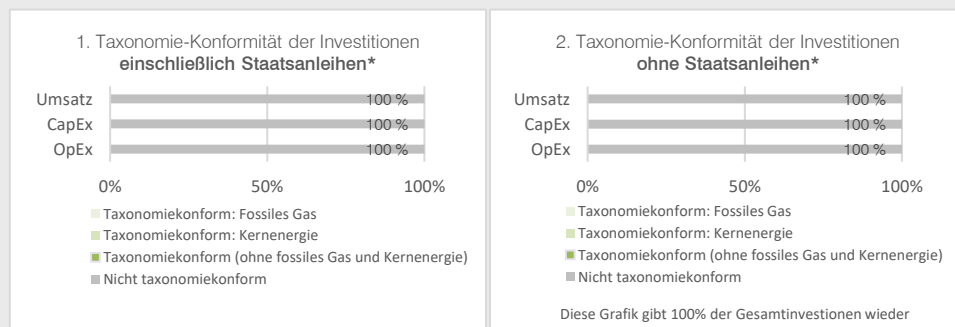 1. Taxonomie-Konformität der Investitionen
einschließlich Staatsanleihen*
Umsatz 100 %
CapEx 100 %
OpEx 100 %
0% 50% 100%
Taxonomiekonform: Fossiles Gas
Taxonomiekonform: Kernenergie
Taxonomiekonform (ohne fossiles Gas und Kernenergie)
Nicht taxonomiekonform
2. Taxonomie-Konformität der Investitionen
ohne Staatsanleihen*
Umsatz 100 %
CapEx 100 %
OpEx 100 %
0% 50% 100%
Taxonomiekonform: Fossiles Gas
Taxonomiekonform: Kernenergie
Taxonomiekonform (ohne fossiles Gas und Kernenergie)
Nicht taxonomiekonform
Diese Grafik gibt 100% der Gesamtinvestionen wieder